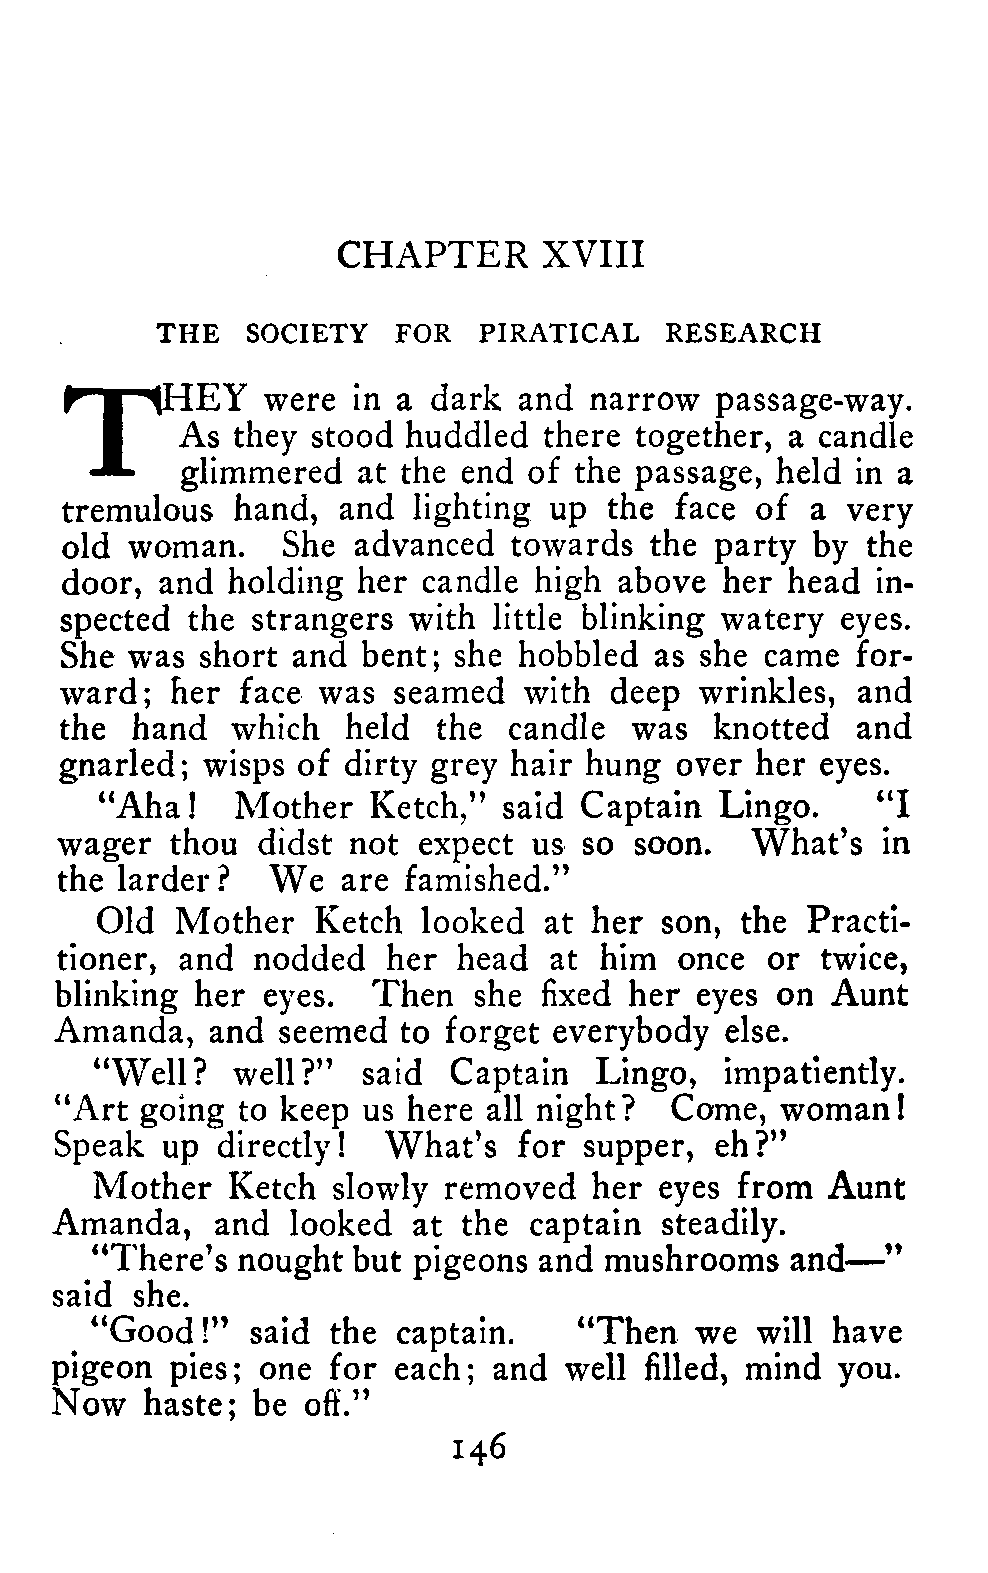 CHAPTER XVIII
THE SOCIETY FOR PIRATICAL RESEARCH
THEY were in a dark and narrow passage-way.
As they stood huddled there together, a candle
glimmered at the end of the passage, held in a
tremulous hand, and lighting up the face of a very
old woman. She advanced towards the party by the
door, and holding her candle high above her head in-
spected the strangers with little blinking watery eyes.
She was short and bent; she hobbled as she came for-
ward; her face was seamed with deep wrinkles, and
the hand which held the candle was knotted and
gnarled; wisps of dirty grey hair hung over her eyes.
"Aha! Mother Ketch," said Captain Lingo. "I
wager thou didst not expect us so soon. What's in
the larder? We are famished."
Old Mother Ketch looked at her son, the Practi-
tioner, and nodded her head at him once or twice,
blinking her eyes. Then she fixed her eyes on Aunt
Amanda, and seemed to forget everybody else.
"Well? well?" said Captain Lingo, impatiently.
"Art going to keep us here all night? Come, woman!
Speak up directly! What's for supper, eh?"
Mother Ketch slowly removed her eyes from Aunt
Amanda, and looked at the captain steadily.
"There's nought but pigeons and mushrooms and—"
said she.
"Good!" said the captain. "Then we will have
pigeon pies; one for each; and well filled, mind you.
Now haste; be off."
146